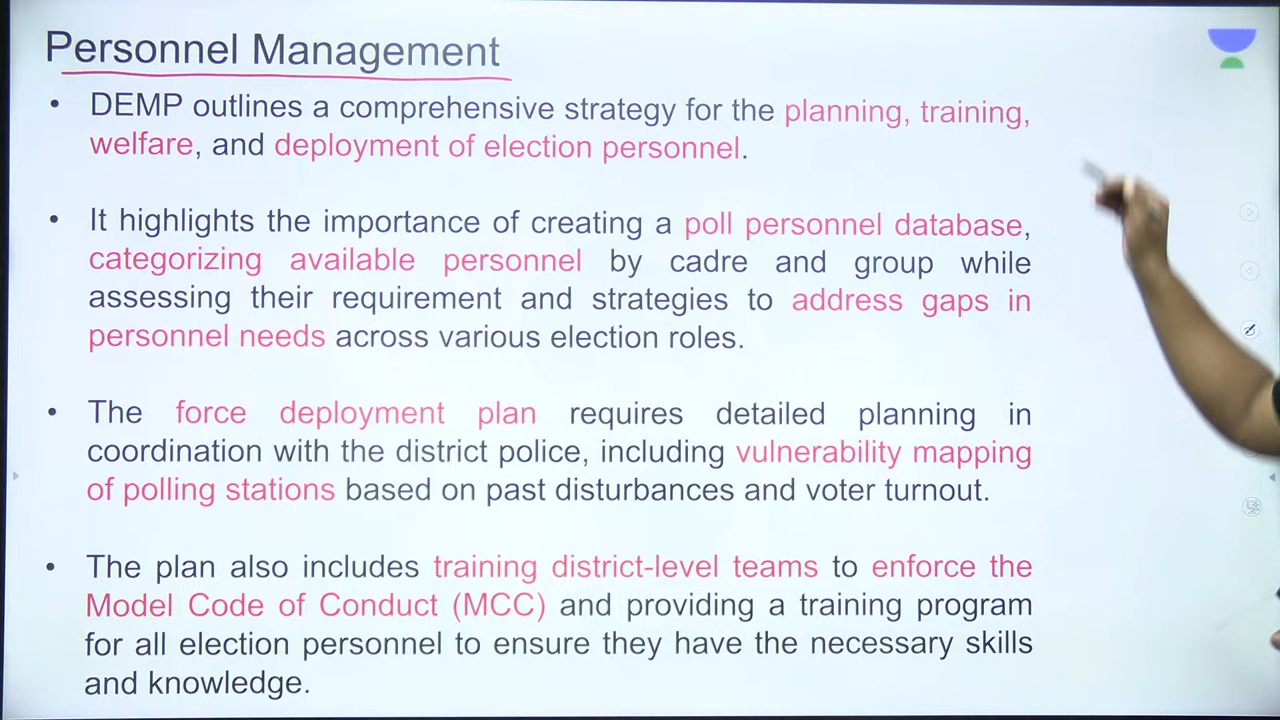 Personnel Management
• DEMP outlines a comprehensive strategy for the planning, training,
welfare, and deployment of election personnel.
• It highlights the importance of creating a poll personnel database,
categorizing available personnel by cadre and group while
assessing their requirement and strategies to address gaps in
personnel needs across various election roles.
• The force deployment plan requires detailed planning in
coordination with the district police, including vulnerability mapping
of polling stations based on past disturbances and voter turnout.
• The plan also includes training district-level teams to enforce the
Model Code of Conduct (MCC) and providing a training program
for all election personnel to ensure they have the necessary skills
and knowledge.